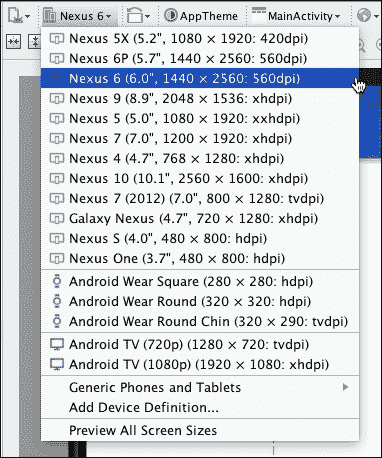 Nexus 6 AppTheme MainActivity
Nexus 5X (5.2", 1080 × 1920: 420dpi)
Nexus 6P (5.7", 1440 × 2560: 560dpi)
Nexus 6 (6.0", 1440 × 2560: 560dpi)
Nexus 9 (8.9", 2048 × 1536: xhdpi)
Nexus 5 (5.0", 1080 × 1920: xxhdpi)
Nexus 7 (7.0", 1200 × 1920: xhdpi)
Nexus 4 (4.7", 768 × 1280: xhdpi)
Nexus 10 (10.1", 2560 × 1600: xhdpi)
Nexus 7 (2012) (7.0", 800 × 1280: tvdpi)
Galaxy Nexus (4.7", 720 × 1280: xhdpi)
Nexus S (4.0", 480 × 800: hdpi)
Nexus One (3.7", 480 × 800: hdpi)
Android Wear Square (280 × 280: hdpi)
Android Wear Round (320 × 320: hdpi)
Android Wear Round Chin (320 × 290: tvdpi)
Android TV (720p) (1280 × 720: tvdpi)
Android TV (1080p) (1920 × 1080: xhdpi)
Generic Phones and Tablets
Add Device Definition...
Preview All Screen Sizes